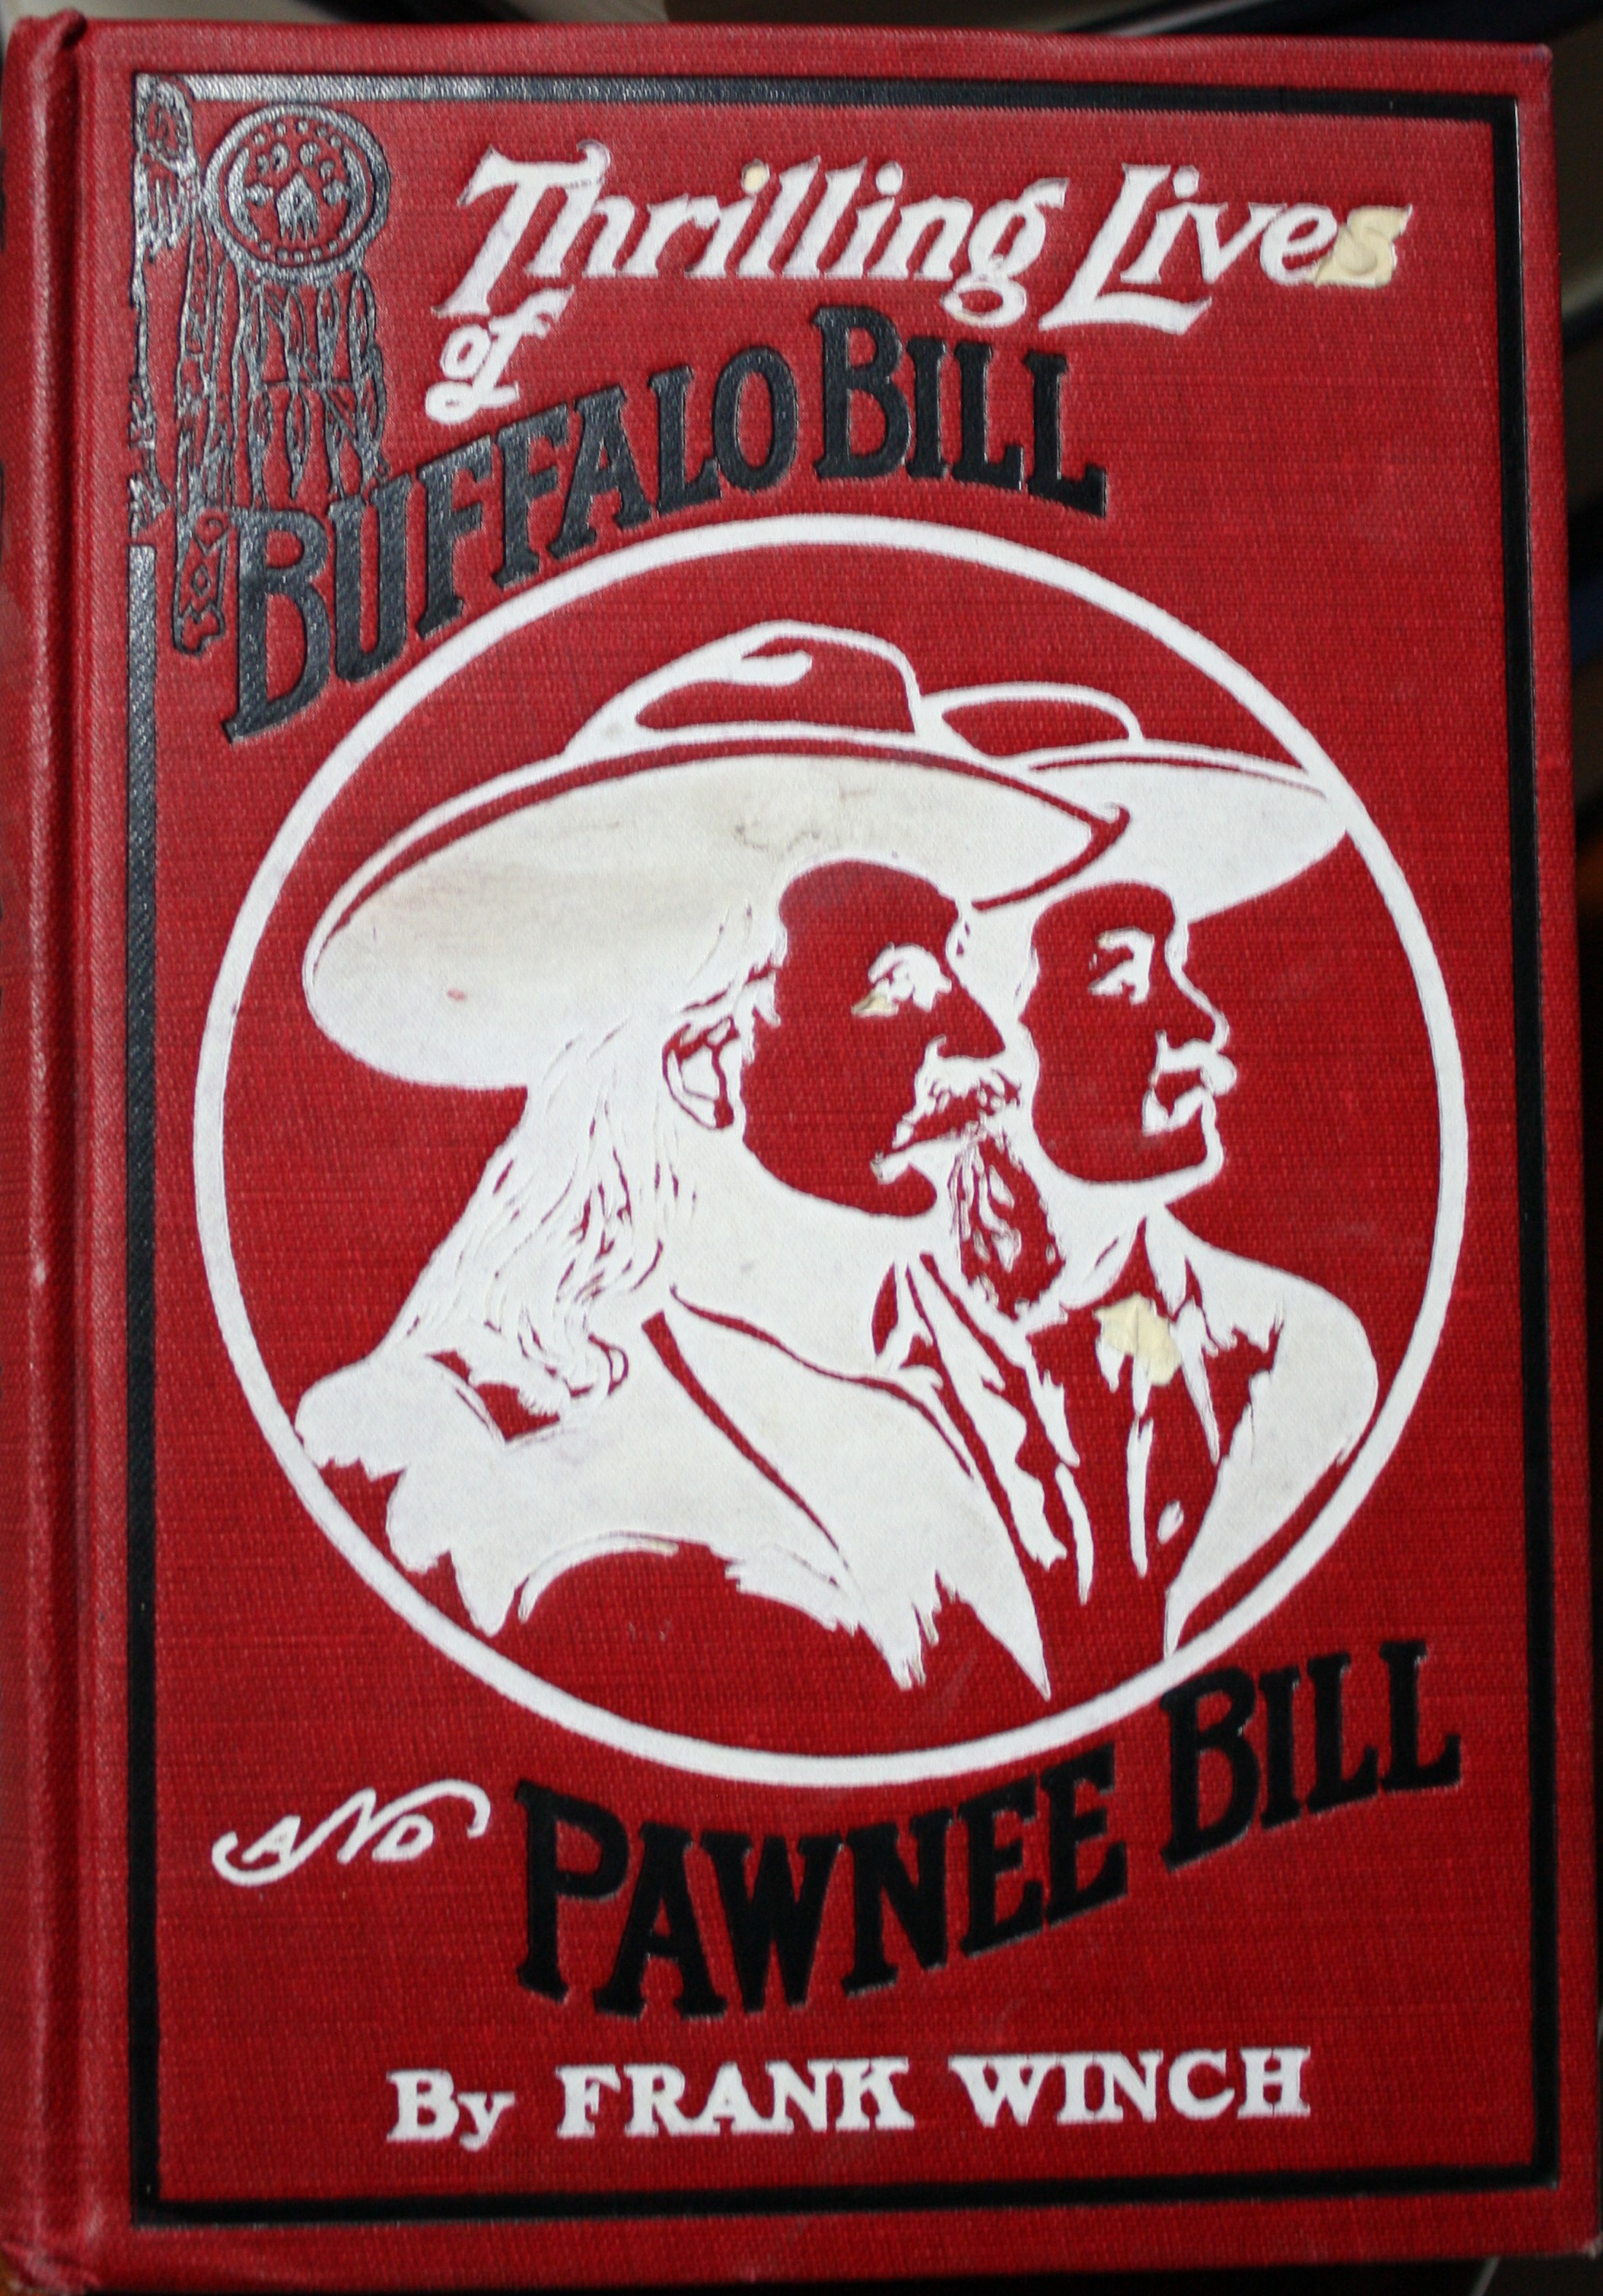 Thrilling Lives
of
BUFFALO BILL
AND
PAWNEE BILL
By FRANK WINCH